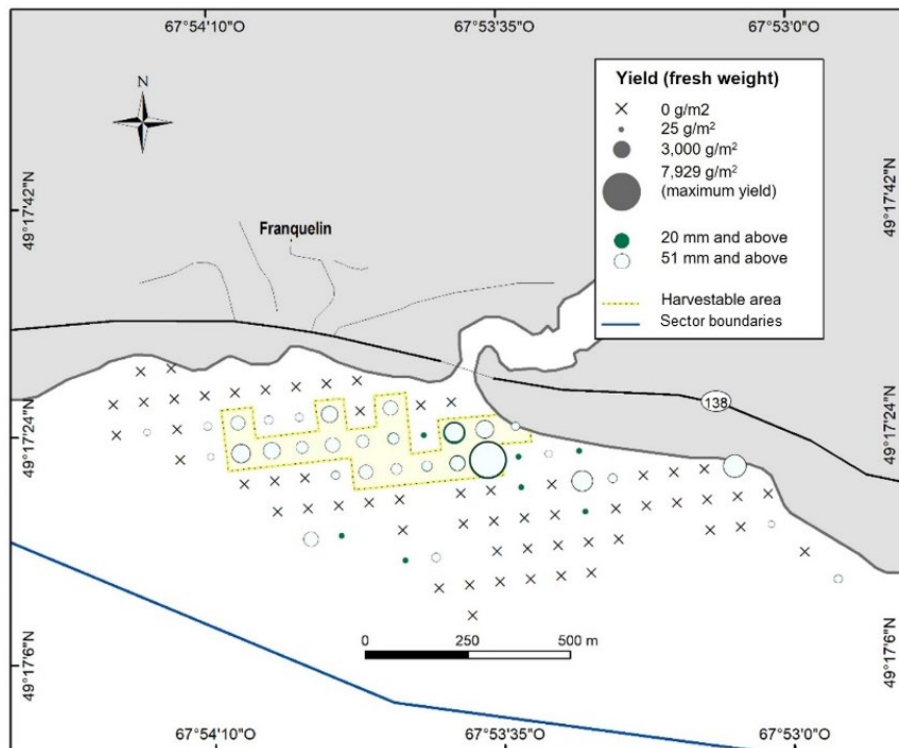 67°54'10"O 67°53'35"O 67°53'0"O
N
Yield (fresh weight)
0 g/m2
25 g/m²
3,000 g/m²
7,929 g/m²
(maximum yield)
20 mm and above
51 mm and above
Harvestable area
Sector boundaries
49°17'42"N 49°17'42"N
Franquelin
138
49°17'24"N 49°17'24"N
0 250 500 m
49°17'6"N 49°17'6"N
67°54'10"O 67°53'35"O 67°53'0"O